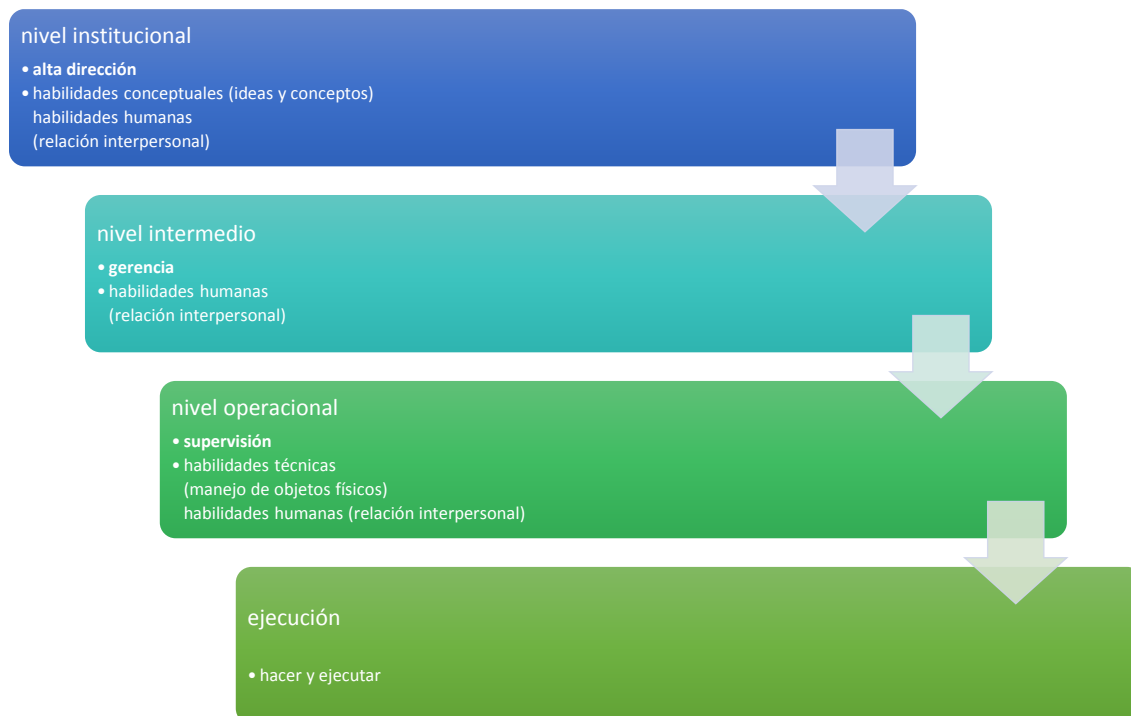 nivel institucional
• alta dirección
• habilidades conceptuales (ideas y conceptos)
habilidades humanas
(relación interpersonal)
nivel intermedio
• gerencia
• habilidades humanas
(relación interpersonal)
nivel operacional
• supervisión
• habilidades técnicas
(manejo de objetos físicos)
habilidades humanas (relación interpersonal)
ejecución
• hacer y ejecutar